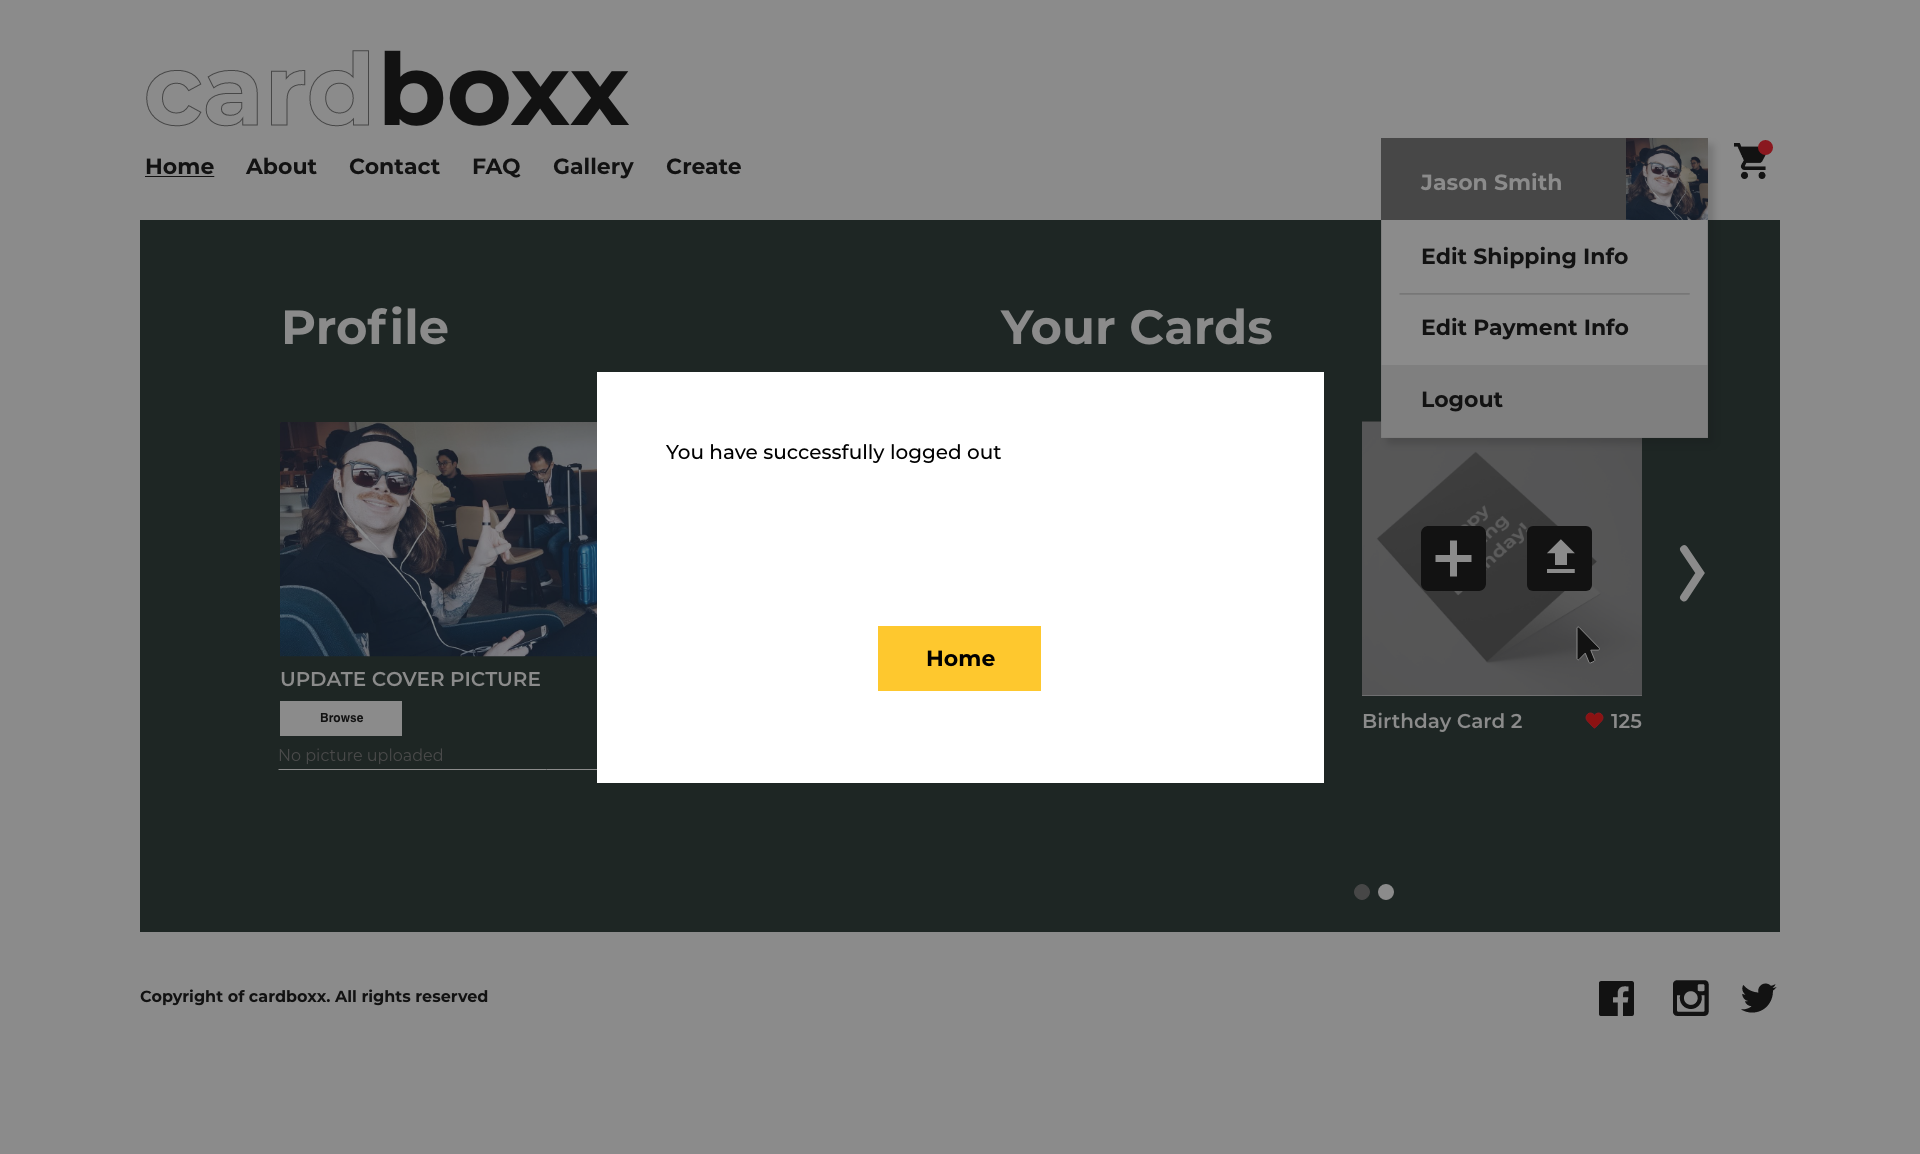 cardboxx
Home About Contact FAQ Gallery Create
Jason Smith
Edit Shipping Info
Edit Payment Info
Logout
Profile
Your Cards
You have successfully logged out
Home
UPDATE COVER PICTURE
Browse
No picture uploaded
Birthday Card 2
125
Copyright of cardboxx. All rights reserved